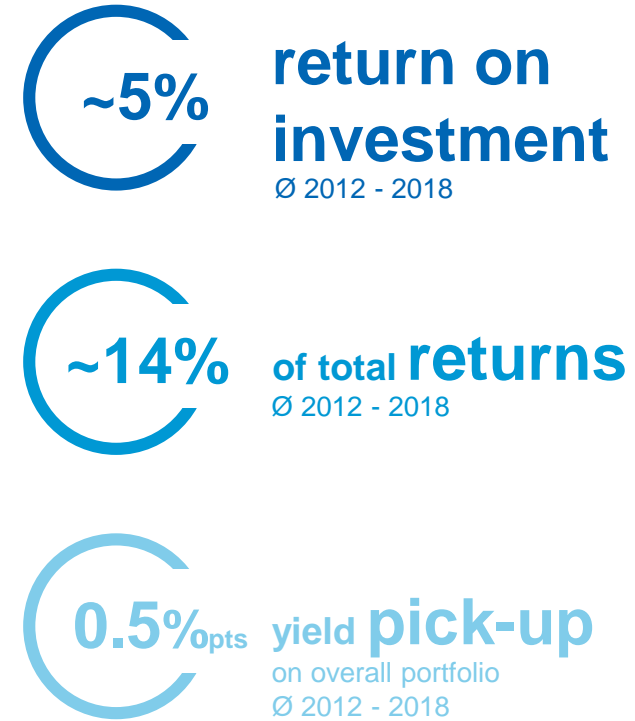 ~5%
return on
investment
Ø 2012 - 2018
~14%
of total returns
Ø 2012 - 2018
0.5%pts
yield pick-up
on overall portfolio
Ø 2012 - 2018